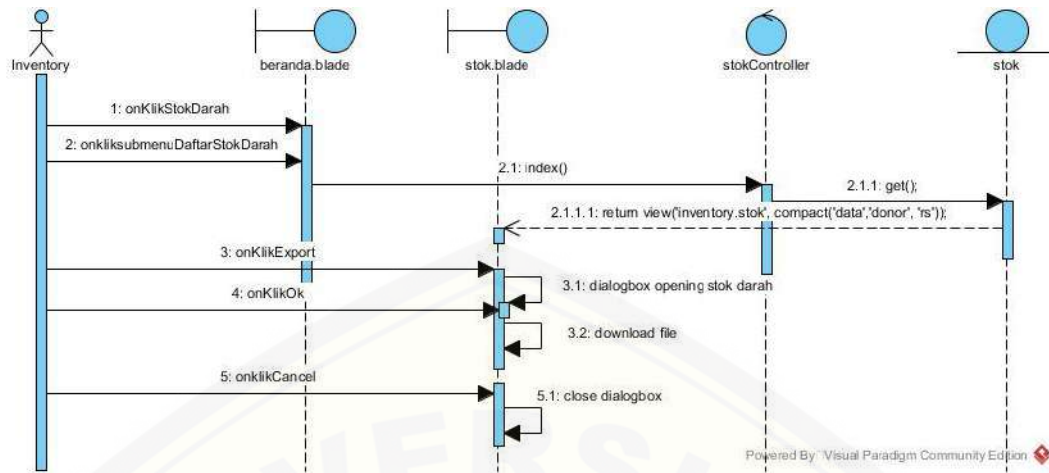 Inventory
beranda.blade
stok.blade
stokController
stok
1: onKlikStokDarah
2: onkliksubmenuDaftarStokDarah
2.1: index()
2.1.1: get();
2.1.1.1: return view('inventory.stok', compact('data','donor', 'rs'));
3: onKlikExport
3.1: dialogbox opening stok darah
4: onKlikOk
3.2: download file
5: onklikCancel
5.1: close dialogbox
VERSI
Powered By Visual Paradigm Community Edition